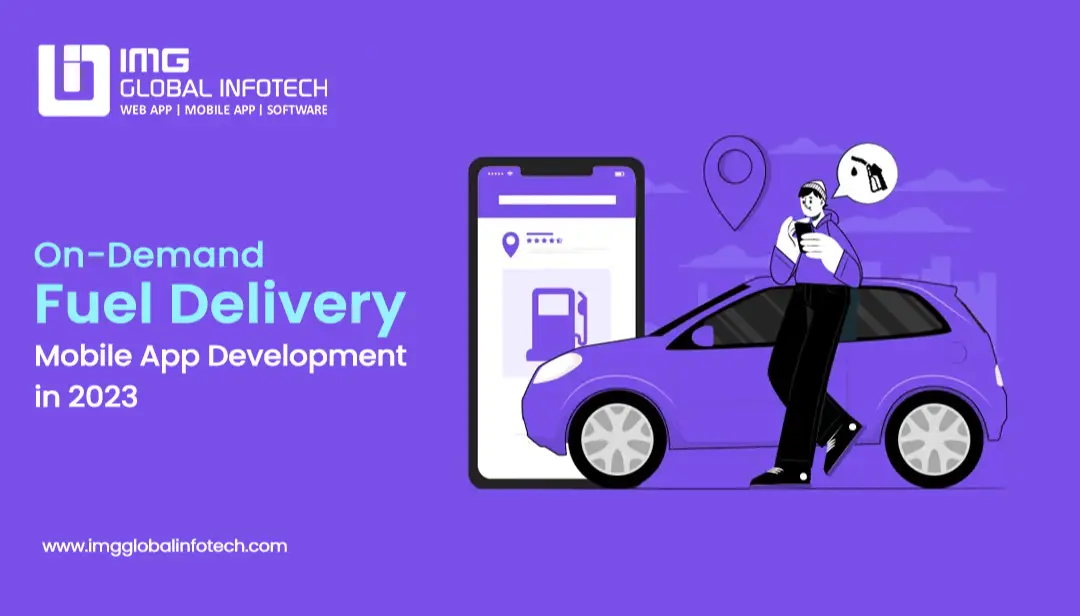 IMG
GLOBAL INFOTECH
WEB APP | MOBILE APP | SOFTWARE
On-Demand
Fuel Delivery
Mobile App Development
in 2023
www.imgglobalinfotech.com